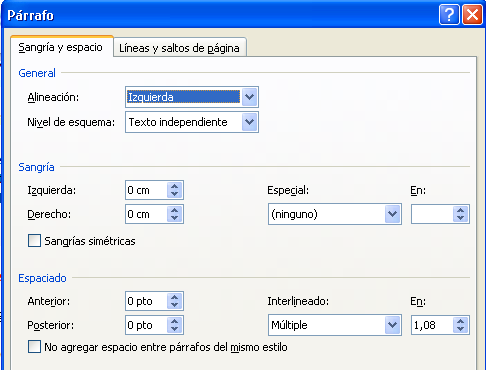 Párrafo
Sangría y espacio Líneas y saltos de página
General
Alineación: Izquierda
Nivel de esquema: Texto independiente
Sangría
Izquierda: 0 cm Especial: En:
Derecho: 0 cm (ninguno)
Sangrías simétricas
Espaciado
Anterior: 0 pto Interlineado: En:
Posterior: 0 pto Múltiple 1,08
No agregar espacio entre párrafos del mismo estilo